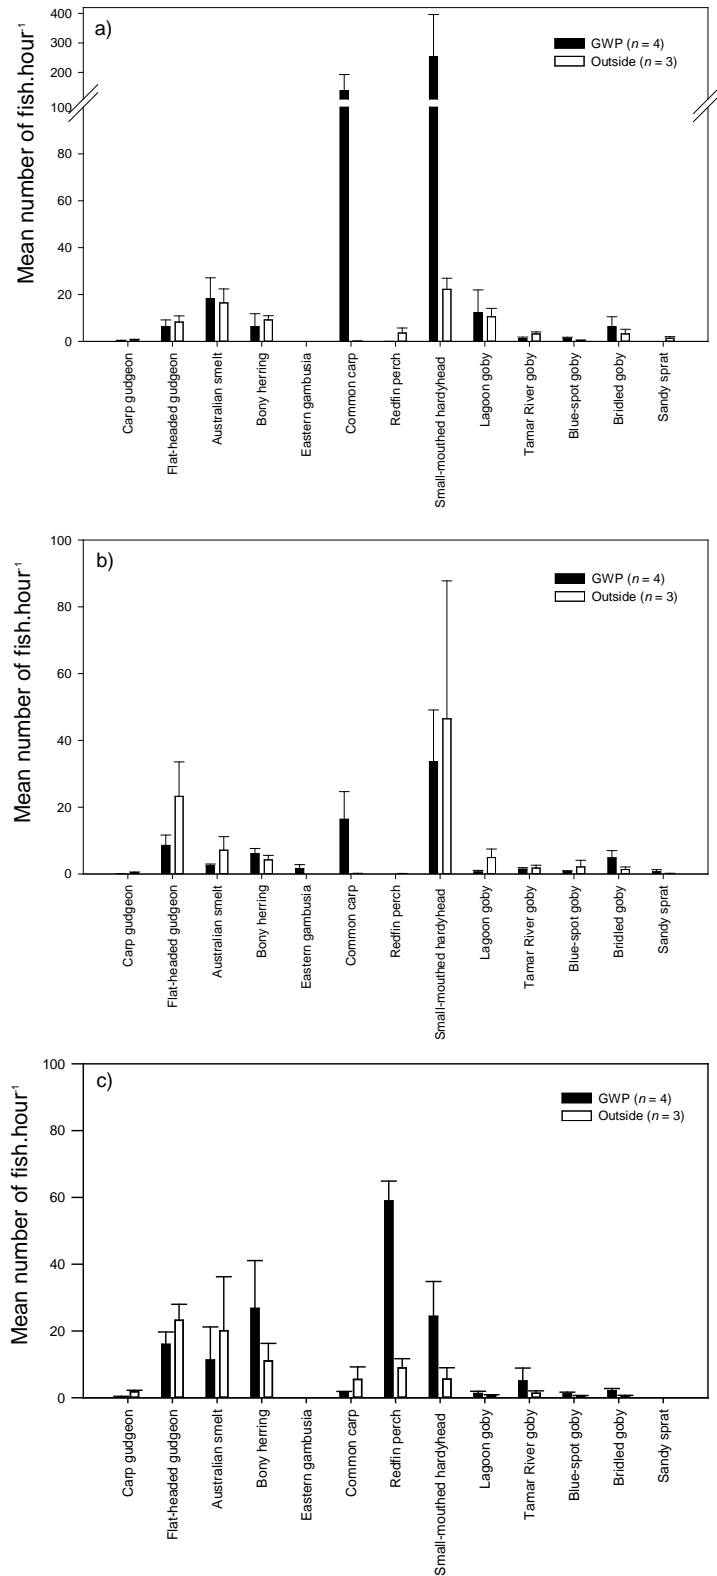 a)
Mean number of fish.hour-1
400
300
200
100
80
60
40
20
0
GWP (n = 4)
Outside (n = 3)
Carp gudgeon
Flat-headed gudgeon
Australian smelt
Bony herring
Eastern gambusia
Common carp
Redfin perch
Small-mouthed hardyhead
Lagoon goby
Tamar River goby
Blue-spot goby
Bridled goby
Sandy sprat
b)
Mean number of fish.hour-1
100
80
60
40
20
0
GWP (n = 4)
Outside (n = 3)
Carp gudgeon
Flat-headed gudgeon
Australian smelt
Bony herring
Eastern gambusia
Common carp
Redfin perch
Small-mouthed hardyhead
Lagoon goby
Tamar River goby
Blue-spot goby
Bridled goby
Sandy sprat
c)
Mean number of fish.hour-1
100
80
60
40
20
0
GWP (n = 4)
Outside (n = 3)
Carp gudgeon
Flat-headed gudgeon
Australian smelt
Bony herring
Eastern gambusia
Common carp
Redfin perch
Small-mouthed hardyhead
Lagoon goby
Tamar River goby
Blue-spot goby
Bridled goby
Sandy sprat